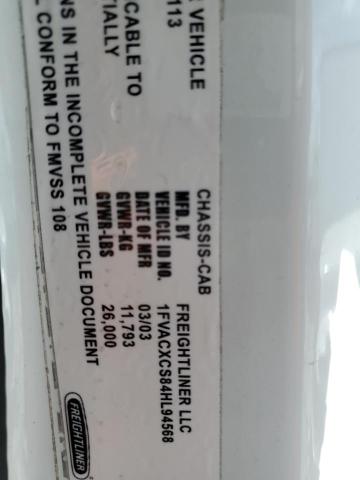 E VEHICLE
113
CABLE TO
TIALLY
NS IN THE INCOMPLETE VEHICLE DOCUMENT
L CONFORM TO FMVSS 108
CHASSIS-CAB
MFD. BY FREIGHTLINER LLC
VEHICLE ID NO. 1FVACXCS84HL94568
DATE OF MFR 03/03
GVWR-KG 11,793
GVWR-LBS 26,000
FREIGHTLINER